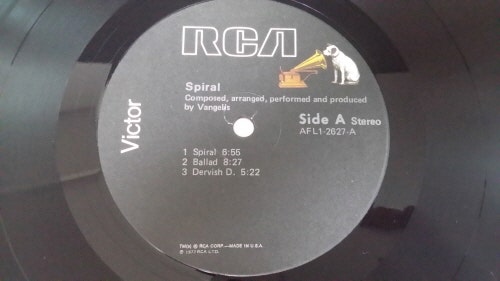 RCA
Victor
Spiral
Composed, arranged, performed and produced
by Vangelis
Side A Stereo
AFL1-2627-A
1 Spiral 6:55
2 Ballad 8:27
3 Dervish D. 5:22
TM(s) ® RCA CORP.—MADE IN U.S.A.
℗ 1977 RCA LTD.